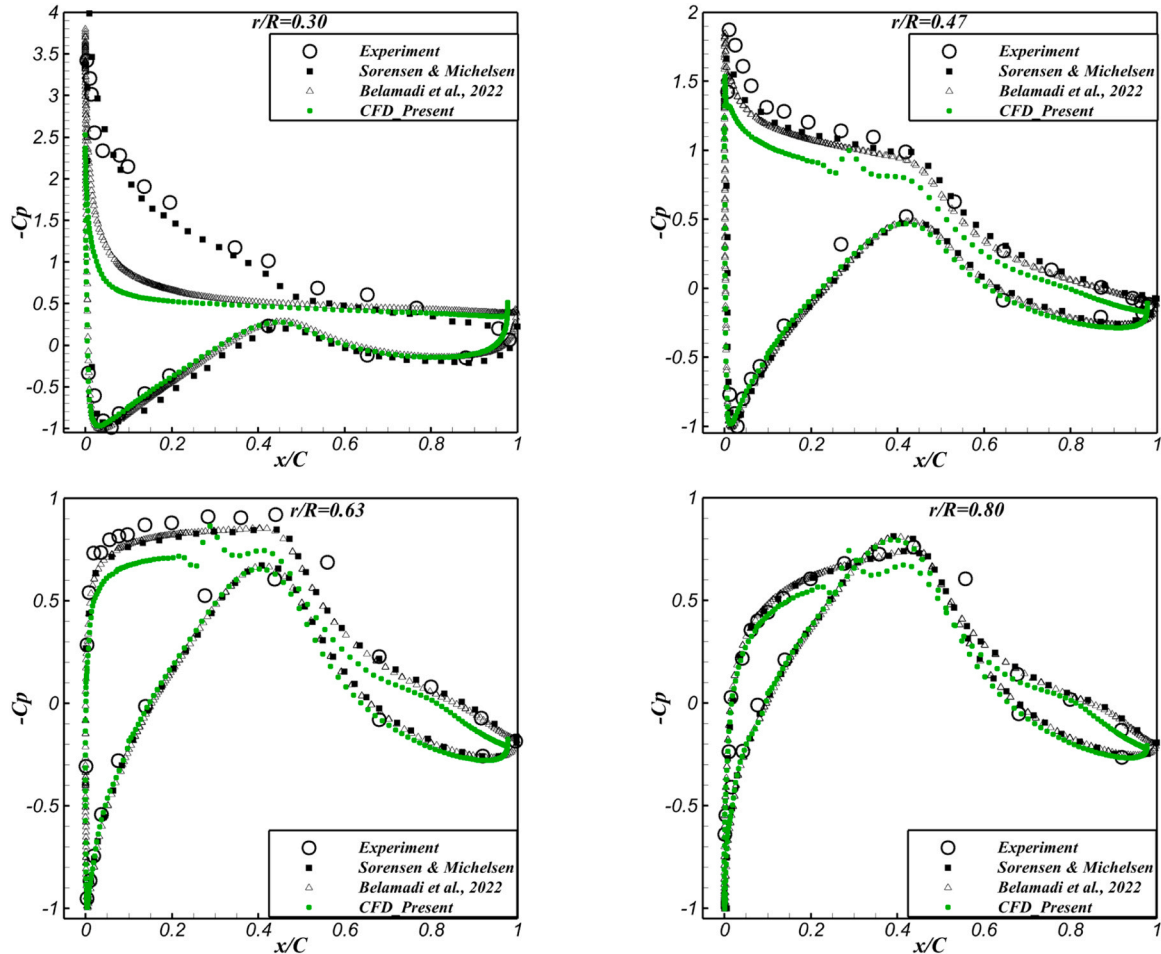 r/R=0.30
4
3.5
3
2.5
2
1.5
1
0.5
0
-0.5
-1
-Cp
Experiment
Sorensen & Michelsen
Belamadi et al., 2022
CFD_Present
0 0.2 0.4 0.6 0.8 1
x/C
r/R=0.47
2
1.5
1
0.5
0
-0.5
-1
-Cp
Experiment
Sorensen & Michelsen
Belamadi et al., 2022
CFD_Present
0 0.2 0.4 0.6 0.8 1
x/C
r/R=0.63
1
0.5
0
-0.5
-1
-Cp
Experiment
Sorensen & Michelsen
Belamadi et al., 2022
CFD_Present
0 0.2 0.4 0.6 0.8 1
x/C
r/R=0.80
1
0.5
0
-0.5
-1
-Cp
Experiment
Sorensen & Michelsen
Belamadi et al., 2022
CFD_Present
0 0.2 0.4 0.6 0.8 1
x/C